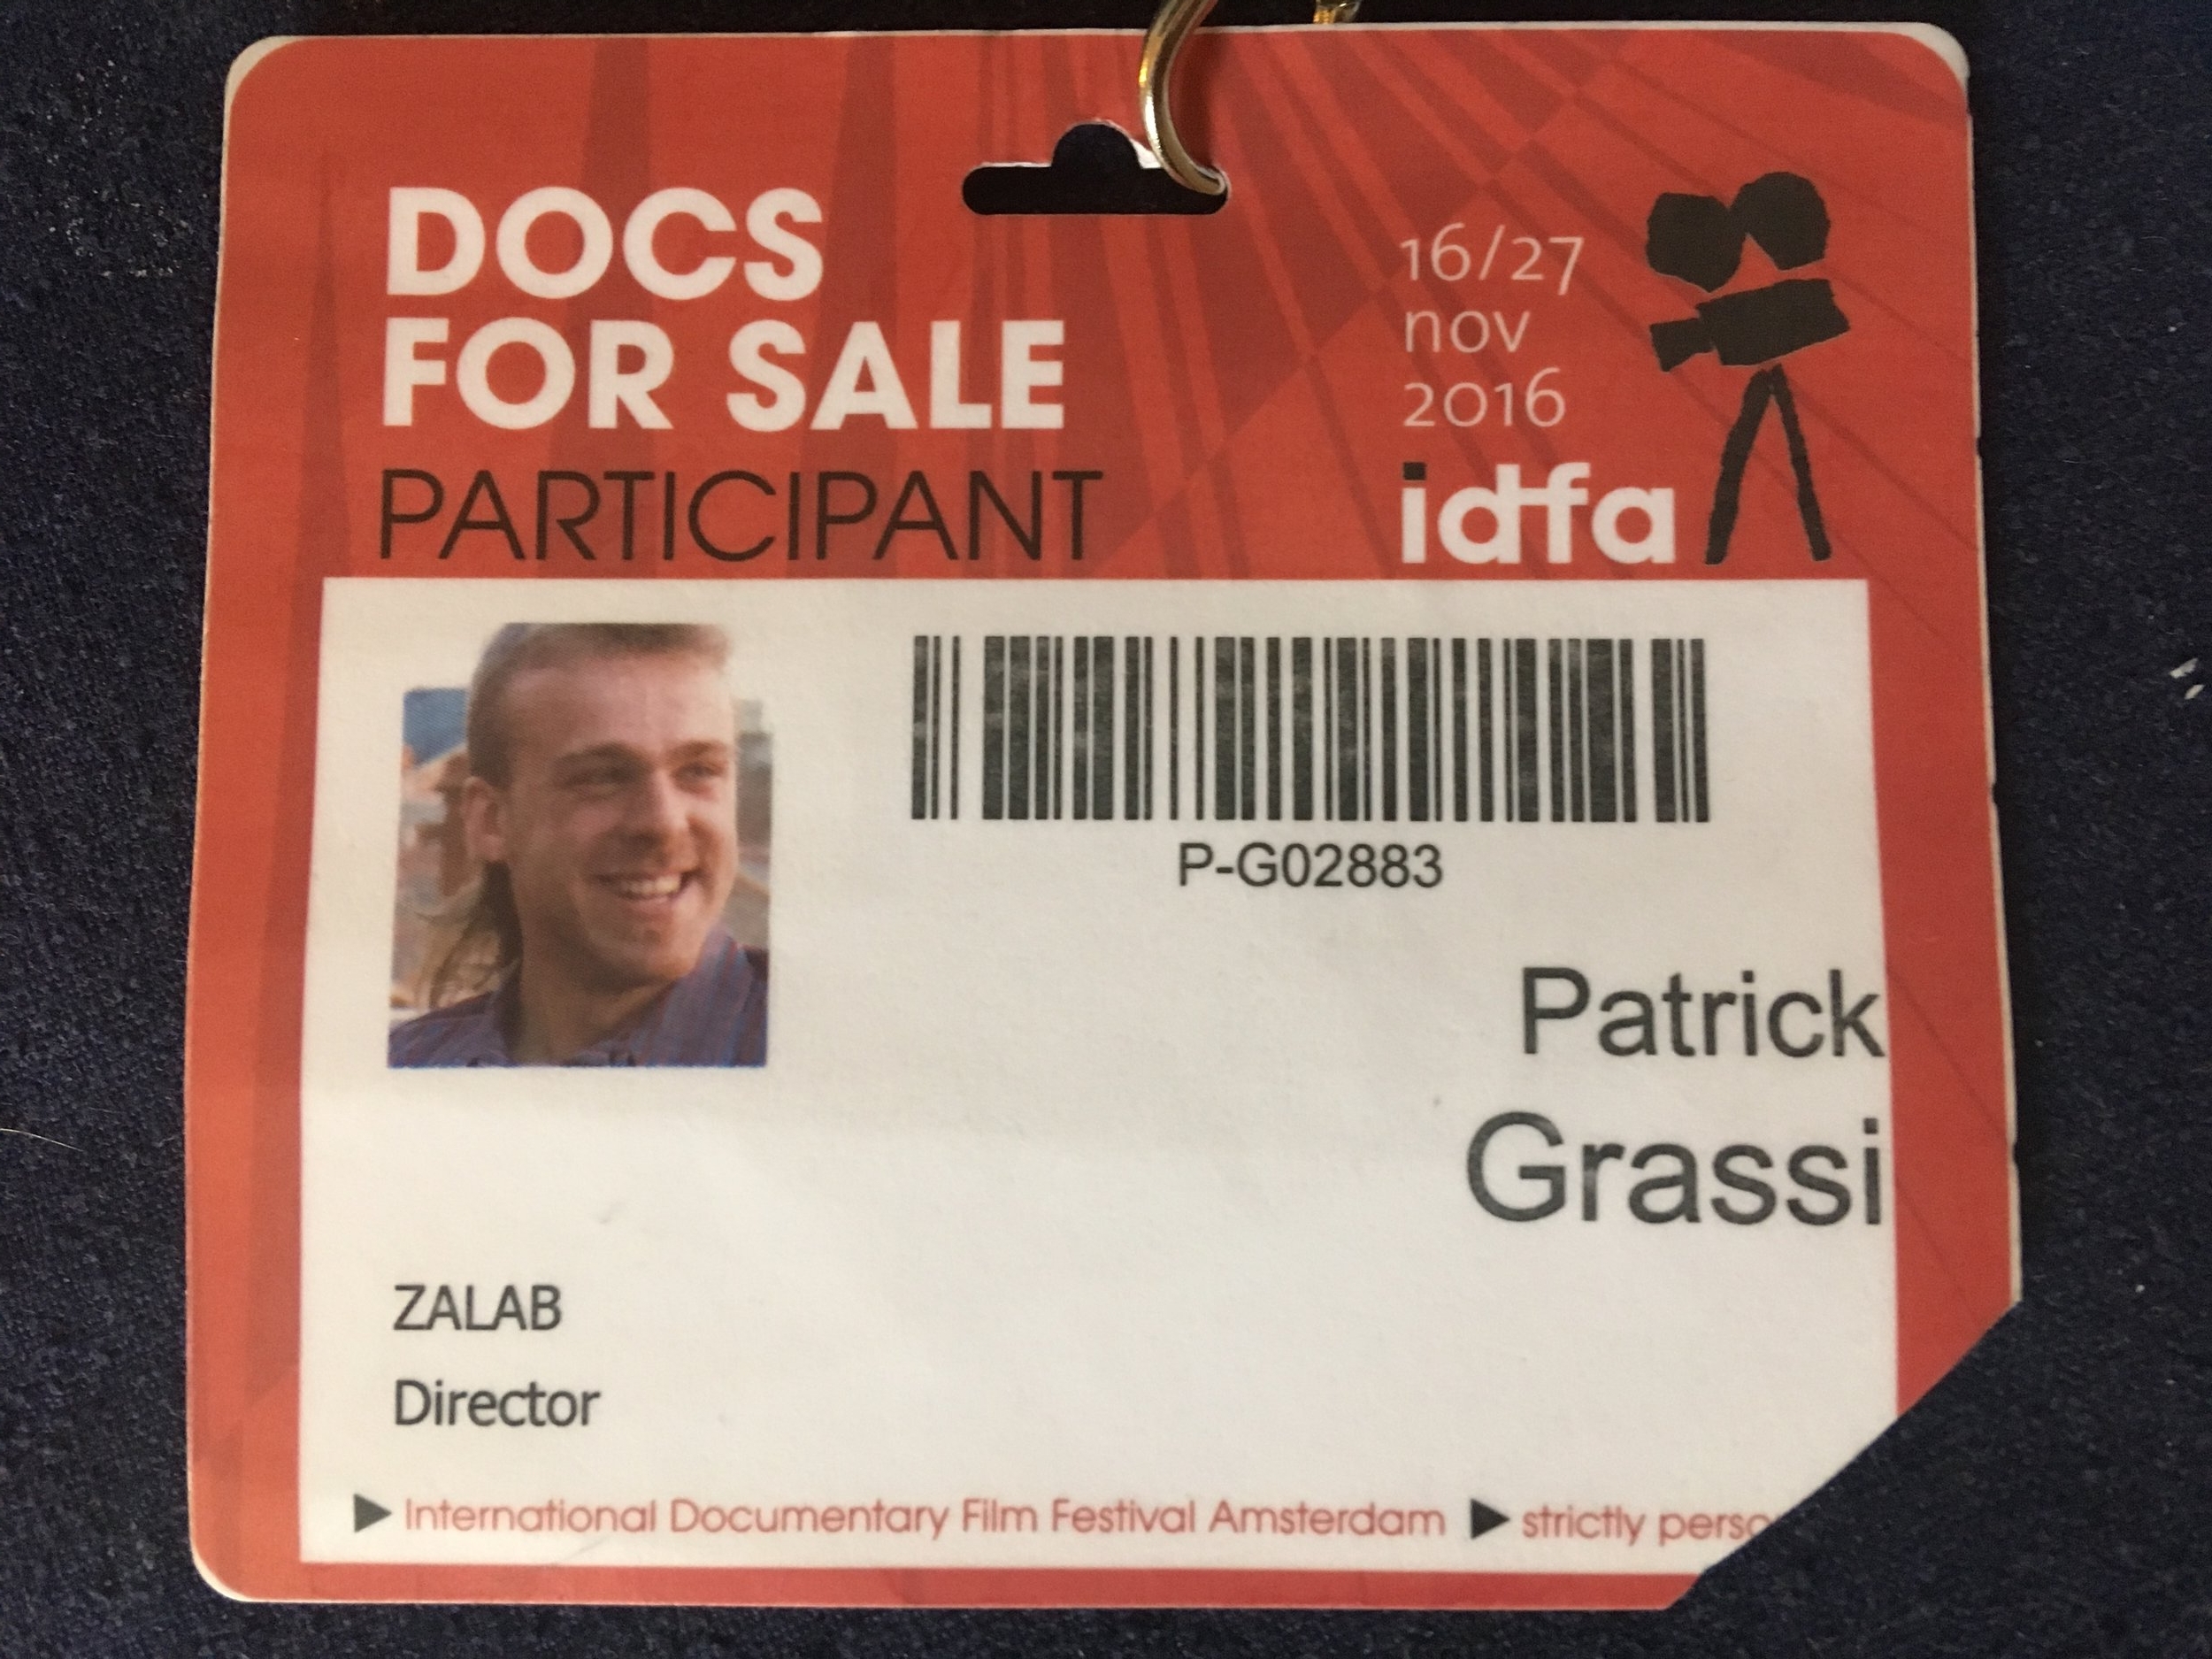 DOCS
FOR SALE
PARTICIPANT
16/27
nov
2016
idfa
P-G02883
Patrick
Grassi
ZALAB
Director
International Documentary Film Festival Amsterdam strictly perso